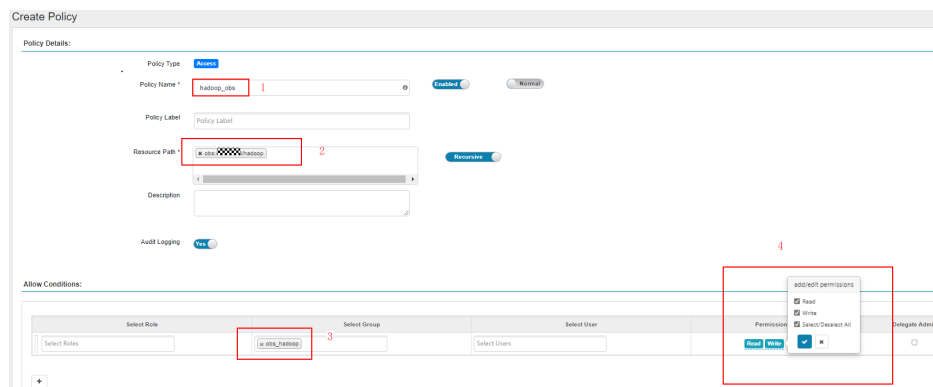 Create Policy
Policy Details:
Policy Type Access
Policy Name * hadoop_obs 1 Enabled Normal
Policy Label Policy Label
Resource Path * obs:/ /hadoop 2 Recursive
Description
Audit Logging Yes
4
Allow Conditions:
add/edit permissions
Read
Write
Select/Deselect All
Select Role Select Group Select User Permission Delegate Admi
Select Roles obs_hadoop 3 Select Users Read Write
+